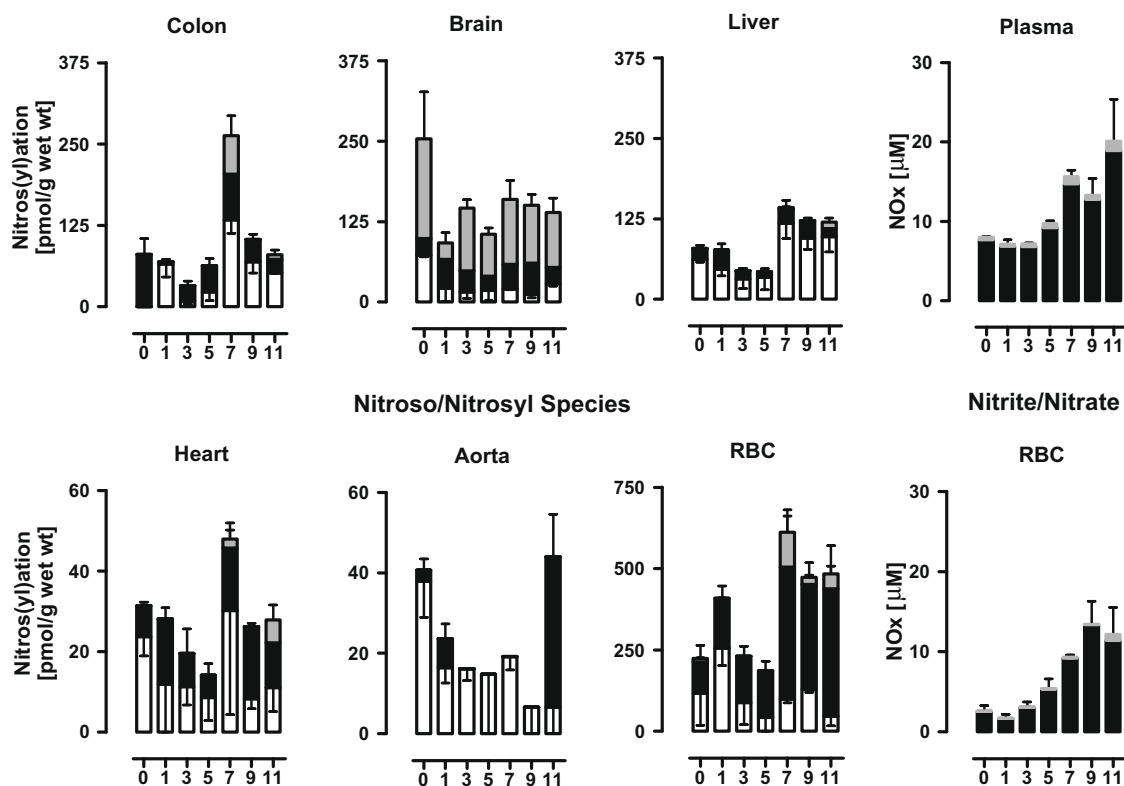 Colon
Brain
Liver
Plasma
Nitros(yl)ation
[pmol/g wet wt]
375
250
125
0
0 1 3 5 7 9 11
375
250
125
0
0 1 3 5 7 9 11
375
250
125
0
0 1 3 5 7 9 11
NOx [µM]
30
20
10
0
0 1 3 5 7 9 11
Nitroso/Nitrosyl Species
Nitrite/Nitrate
Heart
Aorta
RBC
RBC
Nitros(yl)ation
[pmol/g wet wt]
60
40
20
0
0 1 3 5 7 9 11
60
40
20
0
0 1 3 5 7 9 11
750
500
250
0
0 1 3 5 7 9 11
NOx [µM]
30
20
10
0
0 1 3 5 7 9 11